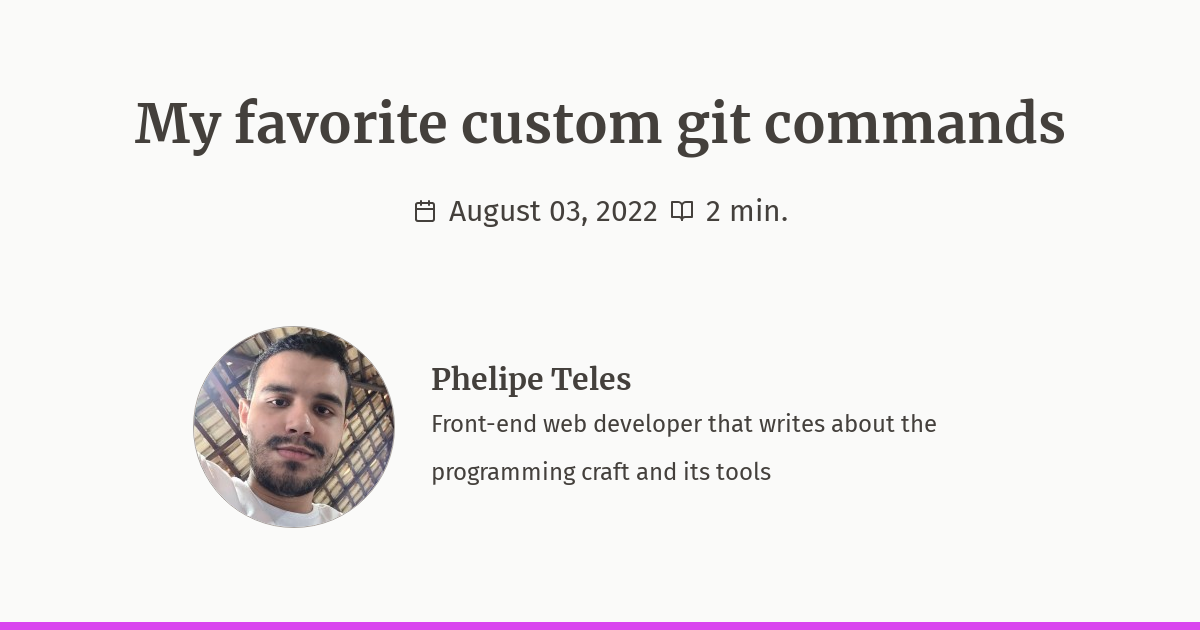 My favorite custom git commands
August 03, 2022 2 min.
Phelipe Teles
Front-end web developer that writes about the
programming craft and its tools